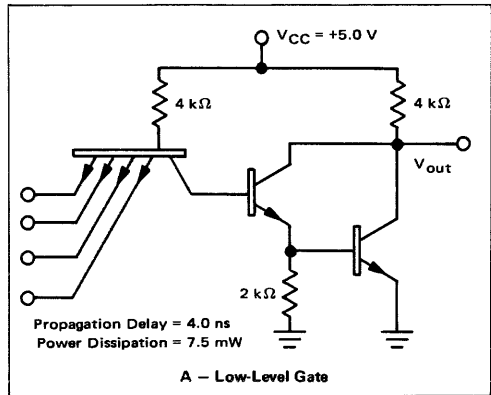 VCC = +5.0 V
4 kΩ
4 kΩ
Vout
2 kΩ
Propagation Delay = 4.0 ns
Power Dissipation = 7.5 mW
A – Low-Level Gate